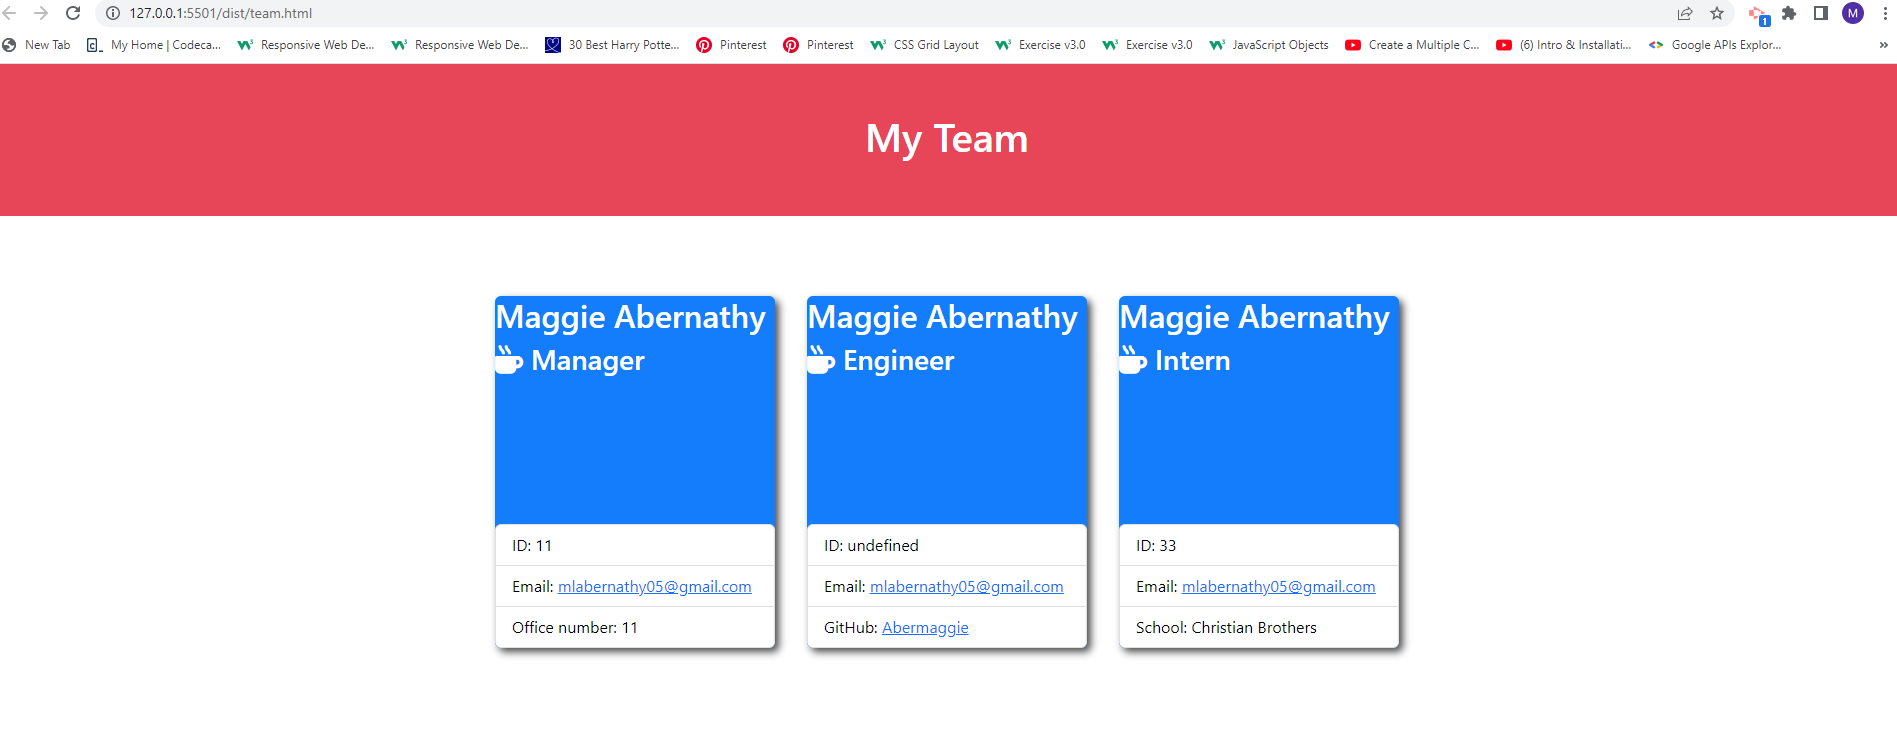 127.0.0.1:5501/dist/team.html
1
M
New Tab My Home | Codeca... Responsive Web De... Responsive Web De... 30 Best Harry Potte... Pinterest Pinterest CSS Grid Layout Exercise v3.0 Exercise v3.0 JavaScript Objects Create a Multiple C... (6) Intro & Installati... Google APIs Explor... »
My Team
Maggie Abernathy
Manager
ID: 11
Email: mlabernathy05@gmail.com
Office number: 11
Maggie Abernathy
Engineer
ID: undefined
Email: mlabernathy05@gmail.com
GitHub: Abermaggie
Maggie Abernathy
Intern
ID: 33
Email: mlabernathy05@gmail.com
School: Christian Brothers